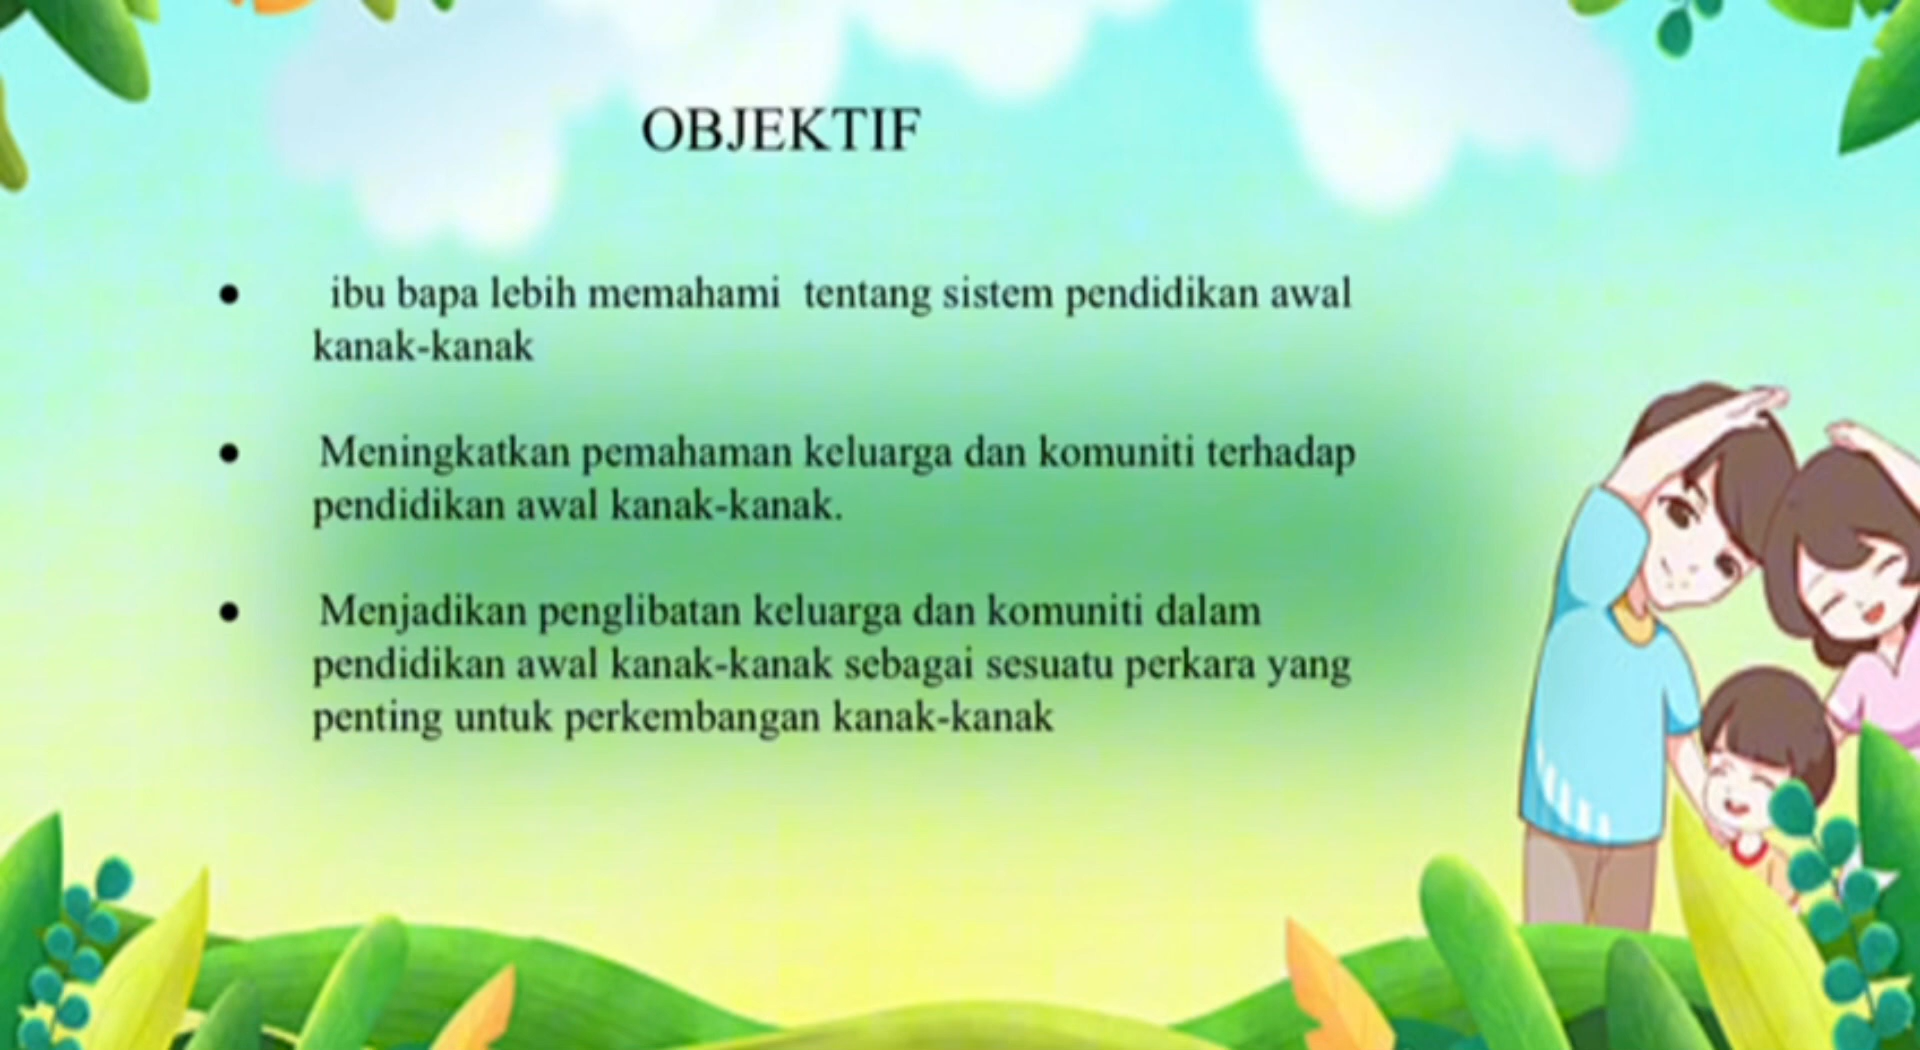 OBJEKTIF
● ibu bapa lebih memahami tentang sistem pendidikan awal
kanak-kanak
● Meningkatkan pemahaman keluarga dan komuniti terhadap
pendidikan awal kanak-kanak.
● Menjadikan penglibatan keluarga dan komuniti dalam
pendidikan awal kanak-kanak sebagai sesuatu perkara yang
penting untuk perkembangan kanak-kanak